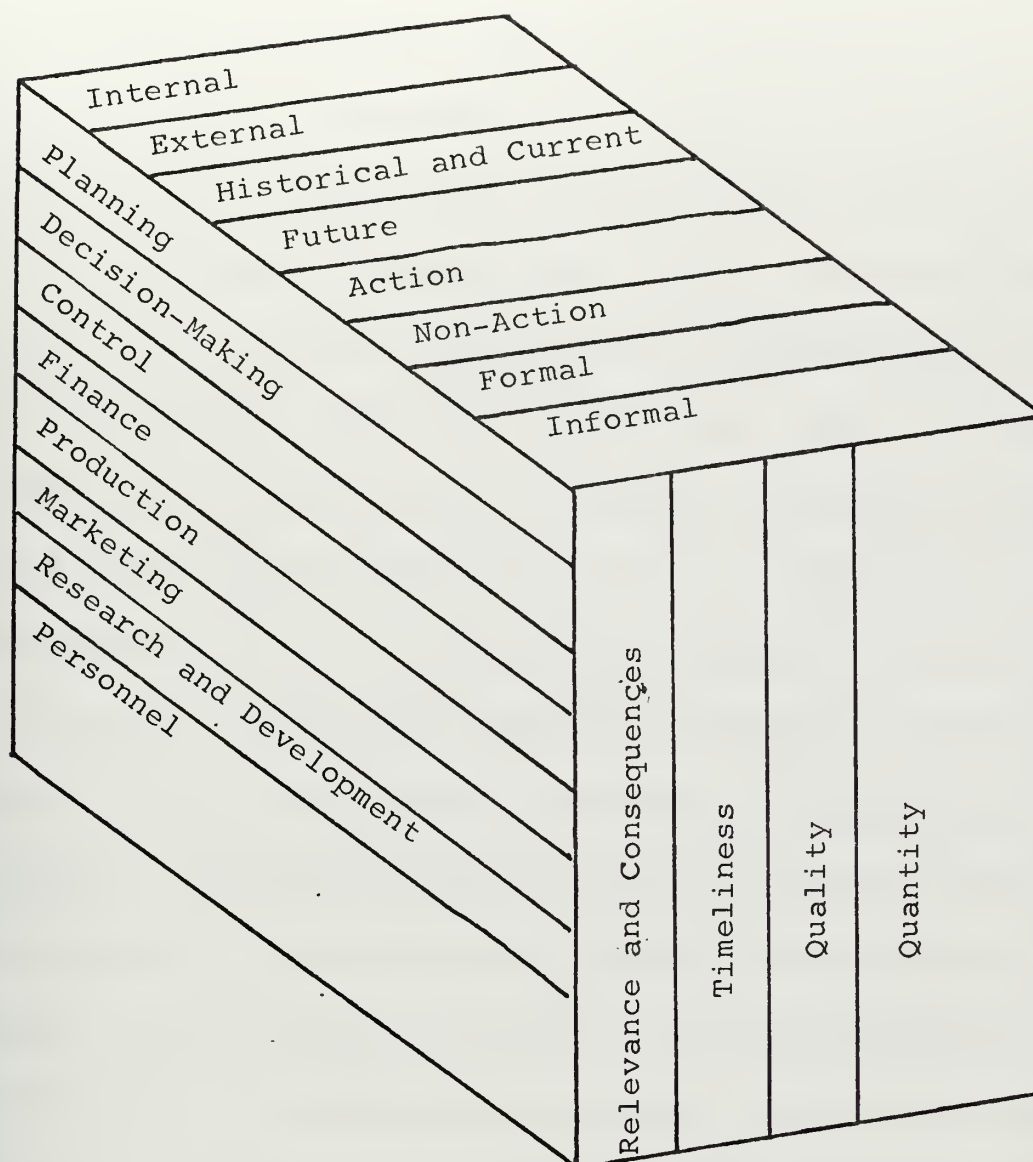 Internal
External
Historical and Current
Future
Action
Non-Action
Formal
Informal
Planning
Decision-Making
Control
Finance
Production
Marketing
Research and Development
Personnel
Relevance and Consequences
Timeliness
Quality
Quantity